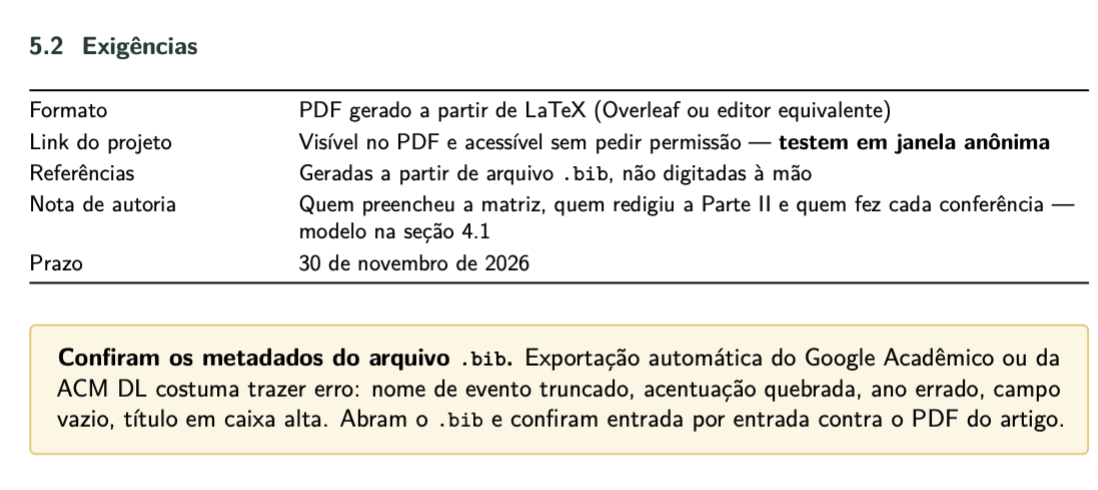 5.2 Exigências
Formato PDF gerado a partir de LaTeX (Overleaf ou editor equivalente)
Link do projeto Visível no PDF e acessível sem pedir permissão — testem em janela anônima
Referências Geradas a partir de arquivo .bib, não digitadas à mão
Nota de autoria Quem preencheu a matriz, quem redigiu a Parte II e quem fez cada conferência —
modelo na seção 4.1
Prazo 30 de novembro de 2026
Confiram os metadados do arquivo .bib. Exportação automática do Google Acadêmico ou da
ACM DL costuma trazer erro: nome de evento truncado, acentuação quebrada, ano errado, campo
vazio, título em caixa alta. Abram o .bib e confiram entrada por entrada contra o PDF do artigo.